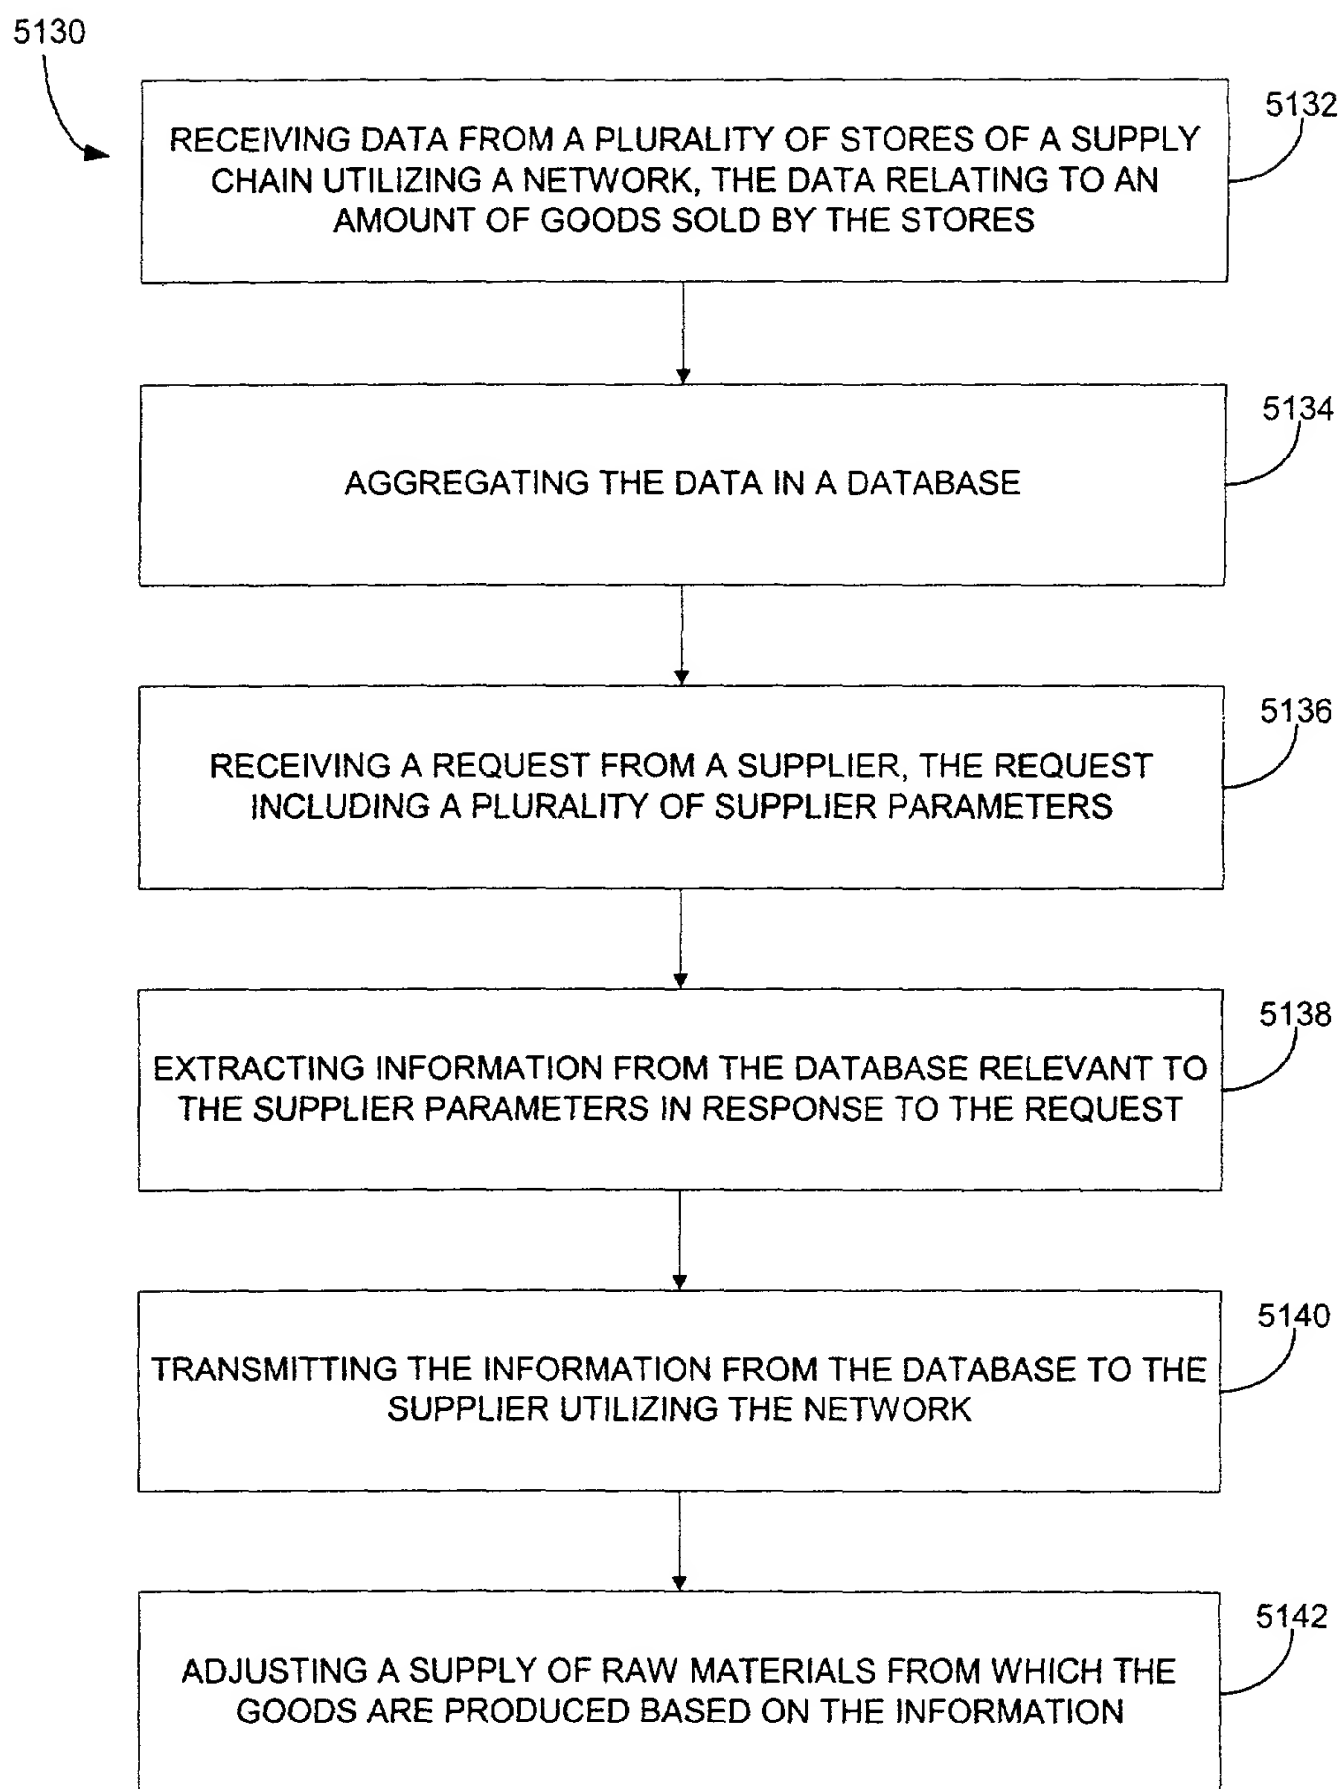 5130
5132
RECEIVING DATA FROM A PLURALITY OF STORES OF A SUPPLY
CHAIN UTILIZING A NETWORK, THE DATA RELATING TO AN
AMOUNT OF GOODS SOLD BY THE STORES
5134
AGGREGATING THE DATA IN A DATABASE
5136
RECEIVING A REQUEST FROM A SUPPLIER, THE REQUEST
INCLUDING A PLURALITY OF SUPPLIER PARAMETERS
5138
EXTRACTING INFORMATION FROM THE DATABASE RELEVANT TO
THE SUPPLIER PARAMETERS IN RESPONSE TO THE REQUEST
5140
TRANSMITTING THE INFORMATION FROM THE DATABASE TO THE
SUPPLIER UTILIZING THE NETWORK
5142
ADJUSTING A SUPPLY OF RAW MATERIALS FROM WHICH THE
GOODS ARE PRODUCED BASED ON THE INFORMATION